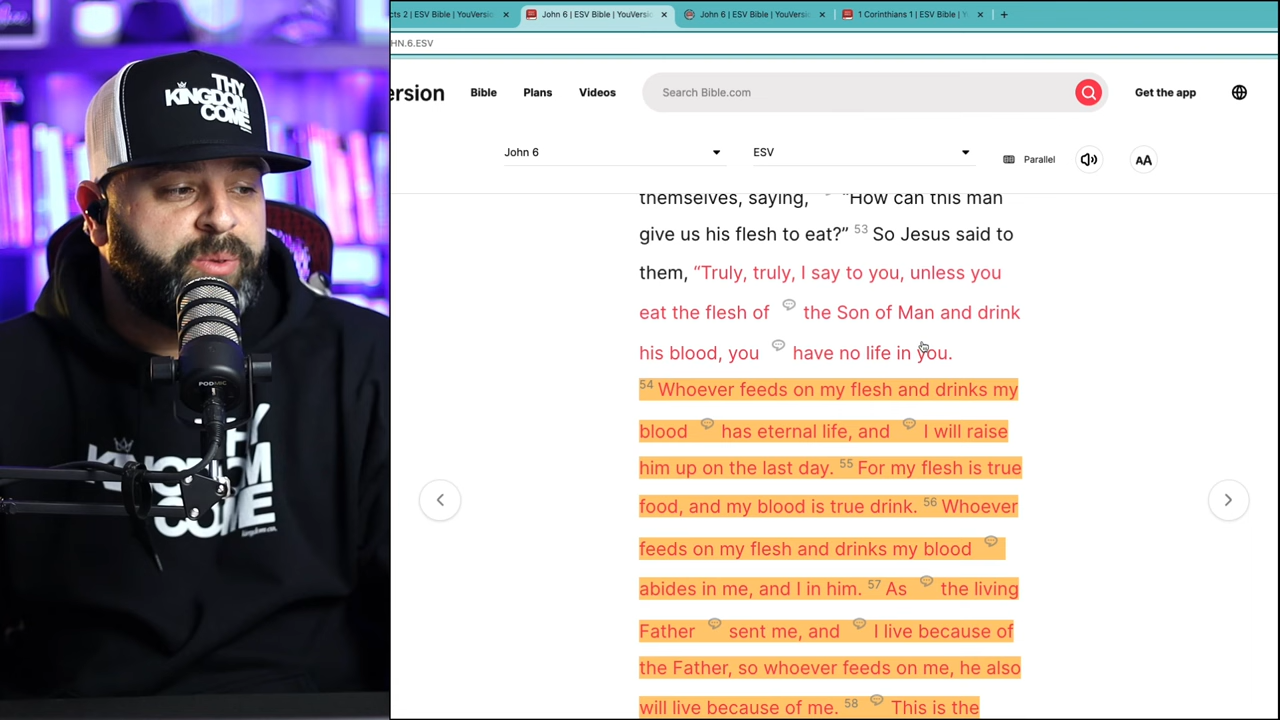 cts 2 | ESV Bible | YouVersio
John 6 | ESV Bible | YouVersi
John 6 | ESV Bible | YouVersi
1 Corinthians 1 | ESV Bible | Y
HN.6.ESV
ersion
Bible
Plans
Videos
Search Bible.com
Get the app
John 6
ESV
Parallel
AA
themselves, saying, “How can this man
give us his flesh to eat?” 53 So Jesus said to
them, “Truly, truly, I say to you, unless you
eat the flesh of the Son of Man and drink
his blood, you have no life in you.
54 Whoever feeds on my flesh and drinks my
blood has eternal life, and I will raise
him up on the last day. 55 For my flesh is true
food, and my blood is true drink. 56 Whoever
feeds on my flesh and drinks my blood
abides in me, and I in him. 57 As the living
Father sent me, and I live because of
the Father, so whoever feeds on me, he also
will live because of me. 58 This is the
THY
KINGDOM
COME
PODMIC
THY
KINGDOM
COME
kingdom co.